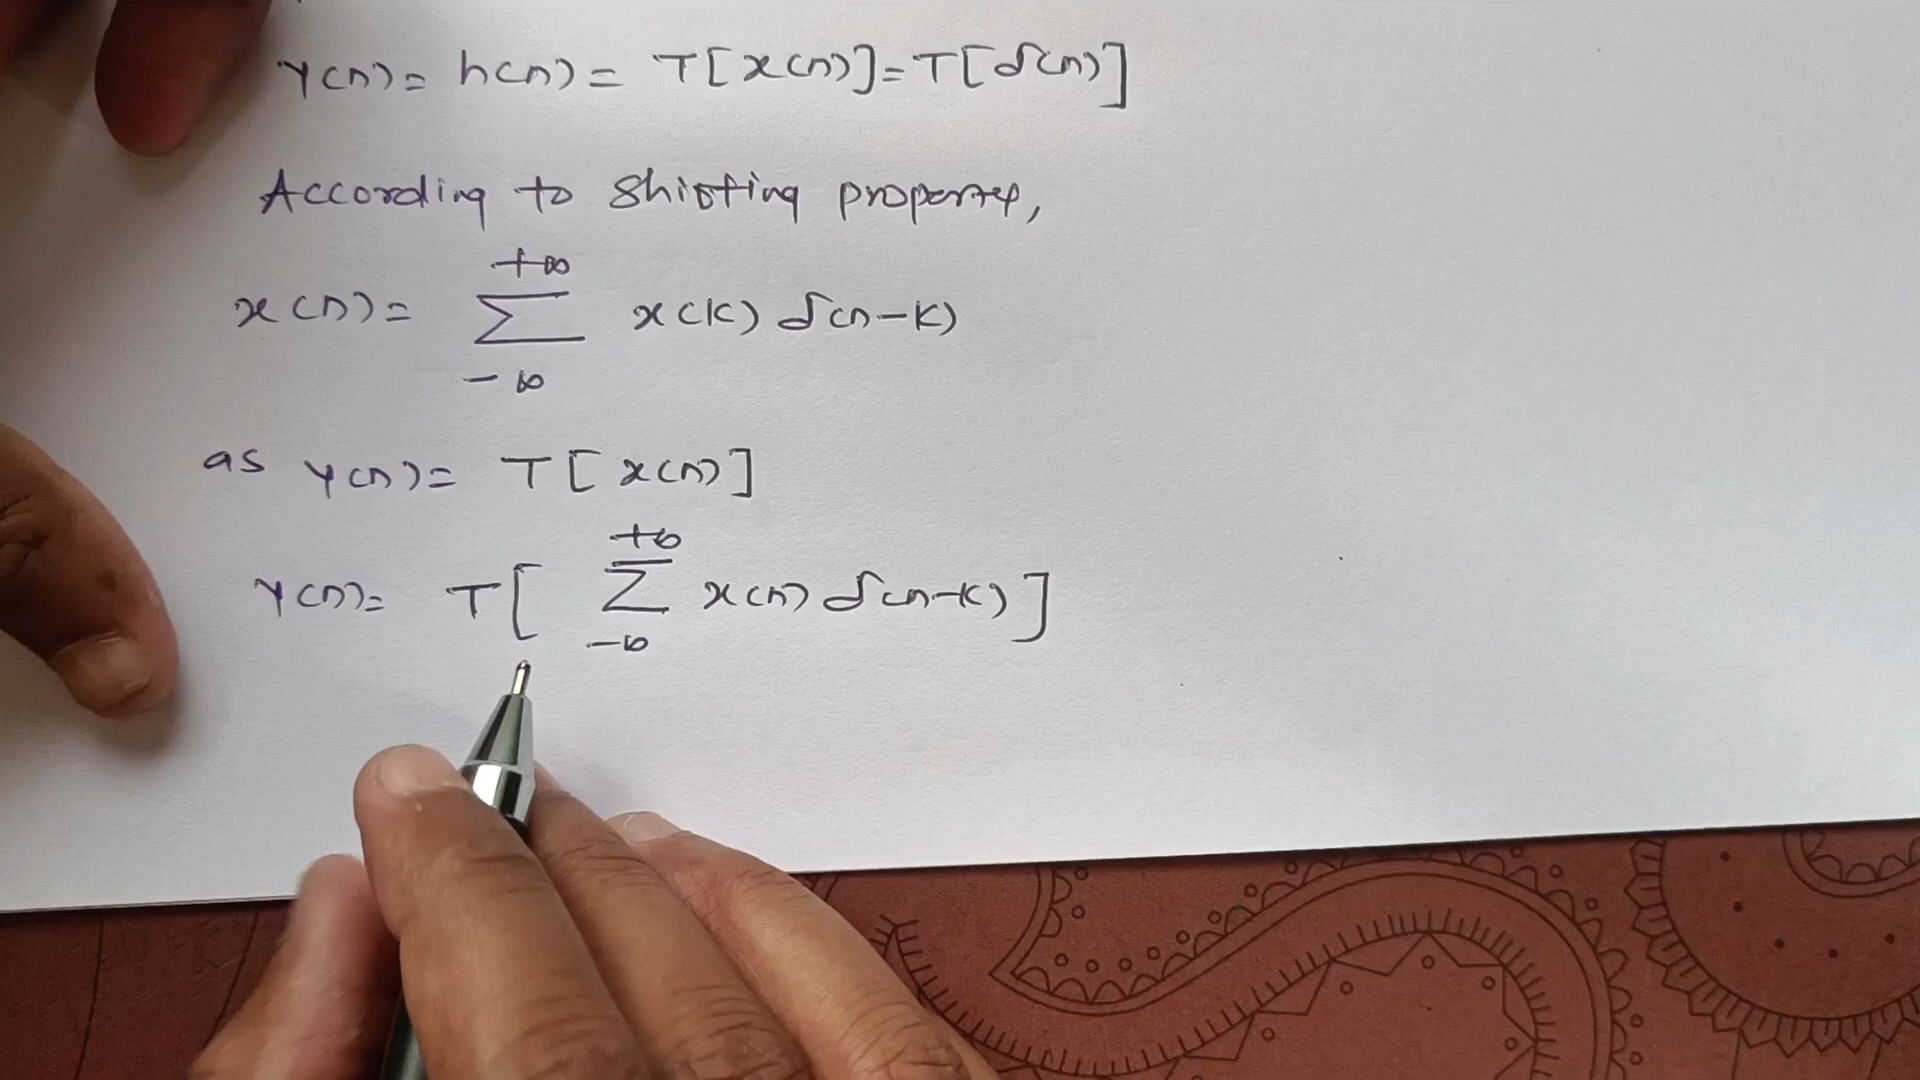 y(n) = h(n) = T[x(n)] = T[δ(n)]
According to shifting property,
+∞
x(n) = ∑ x(k) δ(n-k)
-∞
as y(n) = T[x(n)]
+∞
y(n) = T[ ∑ x(n) δ(n-k)]
-∞